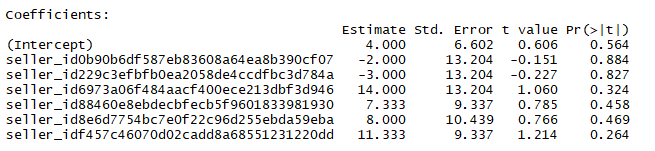 Coefficients:
Estimate Std. Error t value Pr(>|t|)
(Intercept) 4.000 6.602 0.606 0.564
seller_id0b90b6df587eb83608a64ea8b390cf07 -2.000 13.204 -0.151 0.884
seller_id229c3efbfb0ea2058de4ccdfbc3d784a -3.000 13.204 -0.227 0.827
seller_id6973a06f484aacf400ece213dbf3d946 14.000 13.204 1.060 0.324
seller_id88460e8ebdecbfecb5f9601833981930 7.333 9.337 0.785 0.458
seller_id8e6d7754bc7e0f22c96d255ebda59eba 8.000 10.439 0.766 0.469
seller_idf457c46070d02cadd8a68551231220dd 11.333 9.337 1.214 0.264